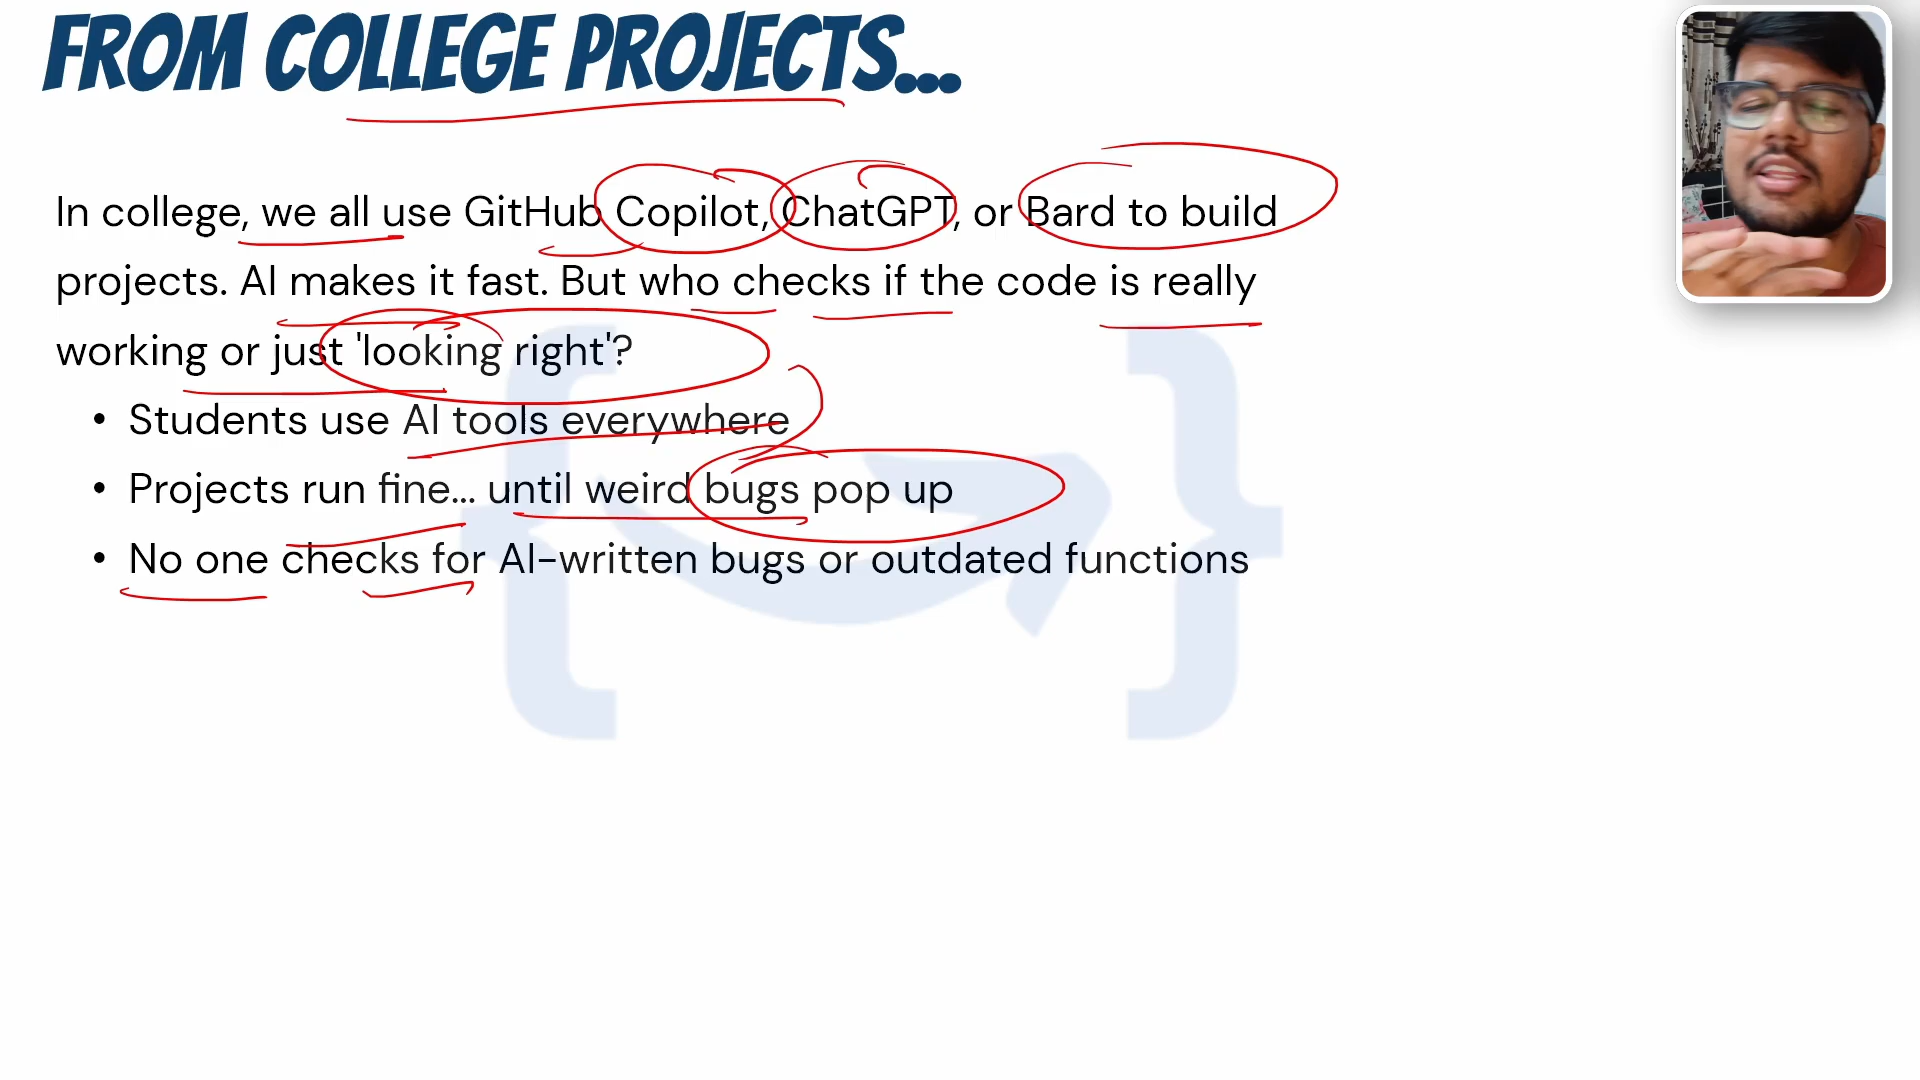 FROM COLLEGE PROJECTS...
In college, we all use GitHub Copilot, ChatGPT, or Bard to build
projects. AI makes it fast. But who checks if the code is really
working or just 'looking right'?
• Students use AI tools everywhere
• Projects run fine... until weird bugs pop up
• No one checks for AI-written bugs or outdated functions